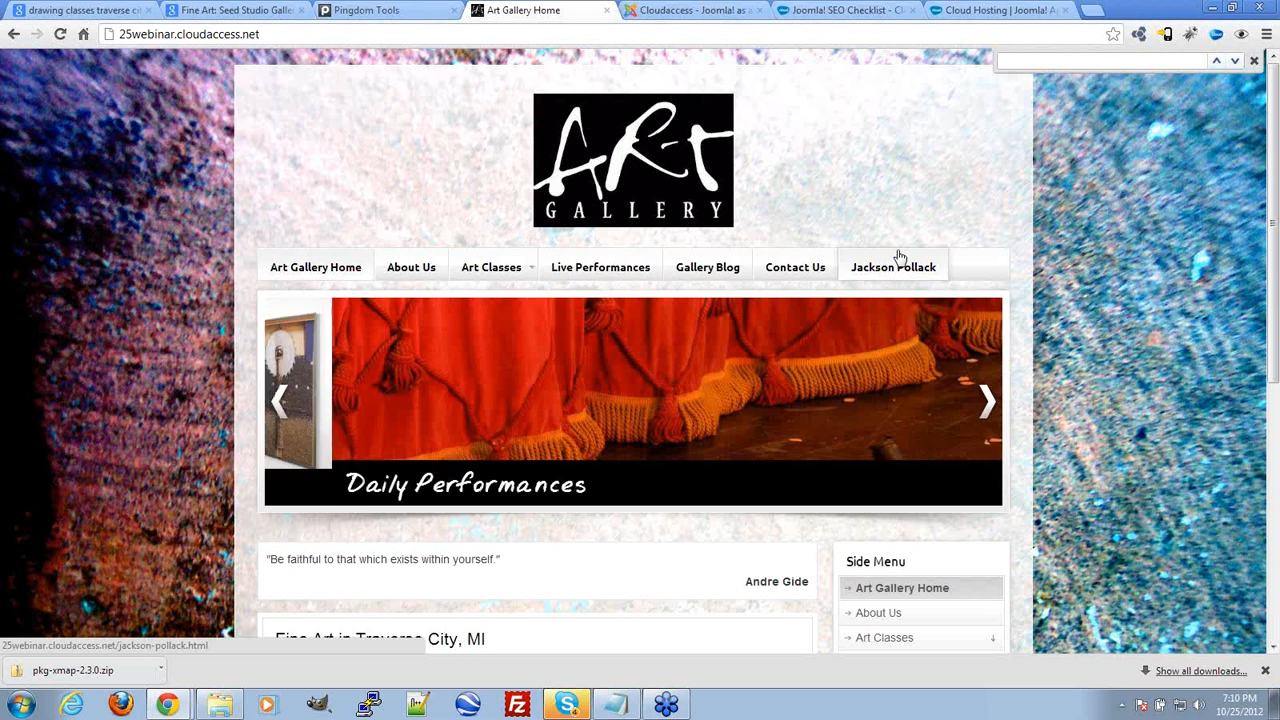 drawing classes traverse ci
Fine Art: Seed Studio Galle
Pingdom Tools
Art Gallery Home
Cloudaccess - Joomla! as a
Joomla! SEO Checklist - Cl
Cloud Hosting | Joomla! A
25webinar.cloudaccess.net
ART
GALLERY
Art Gallery Home
About Us
Art Classes
Live Performances
Gallery Blog
Contact Us
Jackson Pollack
Daily Performances
"Be faithful to that which exists within yourself."
Andre Gide
Side Menu
Art Gallery Home
About Us
Art Classes
Fine Art in Traverse City, MI
25webinar.cloudaccess.net/jackson-pollack.html
pkg-xmap-2.3.0.zip
Show all downloads...
7:10 PM
10/25/2012